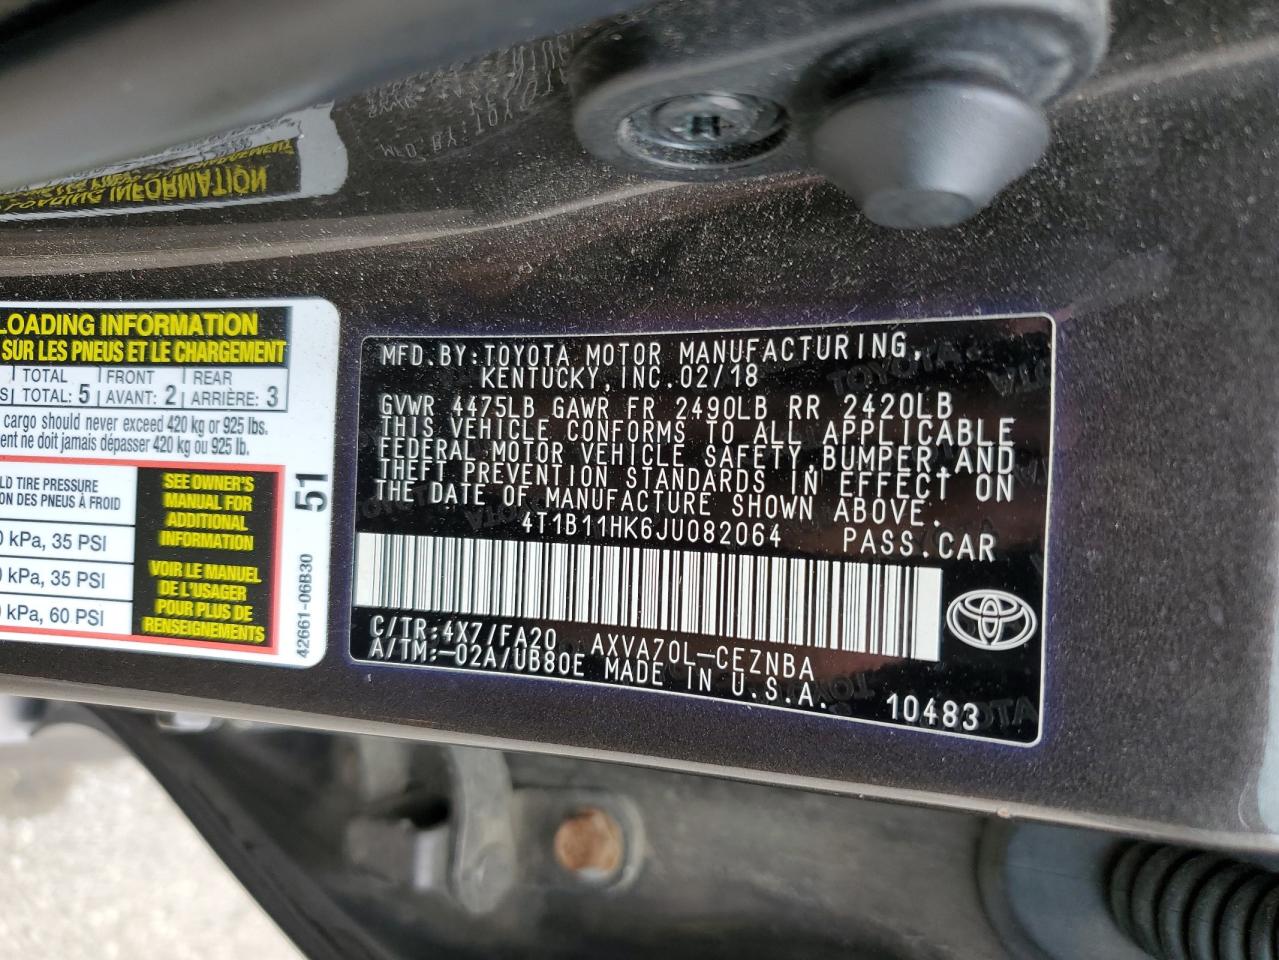 LOADING INFORMATION
SUR LES PNEUS ET LE CHARGEMENT
TOTAL FRONT REAR
TOTAL: 5 AVANT: 2 ARRIÈRE: 3
cargo should never exceed 420 kg or 925 lbs.
ne doit jamais dépasser 420 kg ou 925 lb.
TIRE PRESSURE
DES PNEUS À FROID
kPa, 35 PSI
kPa, 35 PSI
kPa, 60 PSI
SEE OWNER'S
MANUAL FOR
ADDITIONAL
INFORMATION
VOIR LE MANUEL
DE L'USAGER
POUR PLUS DE
RENSEIGNEMENTS
51
42661-06B30
MFD.BY:TOYOTA MOTOR MANUFACTURING,
KENTUCKY,INC.02/18
GVWR 4475LB GAWR FR 2490LB RR 2420LB
THIS VEHICLE CONFORMS TO ALL APPLICABLE
FEDERAL MOTOR VEHICLE SAFETY,BUMPER,AND
THEFT PREVENTION STANDARDS IN EFFECT ON
THE DATE OF MANUFACTURE SHOWN ABOVE.
4T1B11HK6JU082064 PASS.CAR
C/TR:4X7/FA20 AXVA70L-CEZNBA
A/TM:-02A/UB80E MADE IN U.S.A.
10483